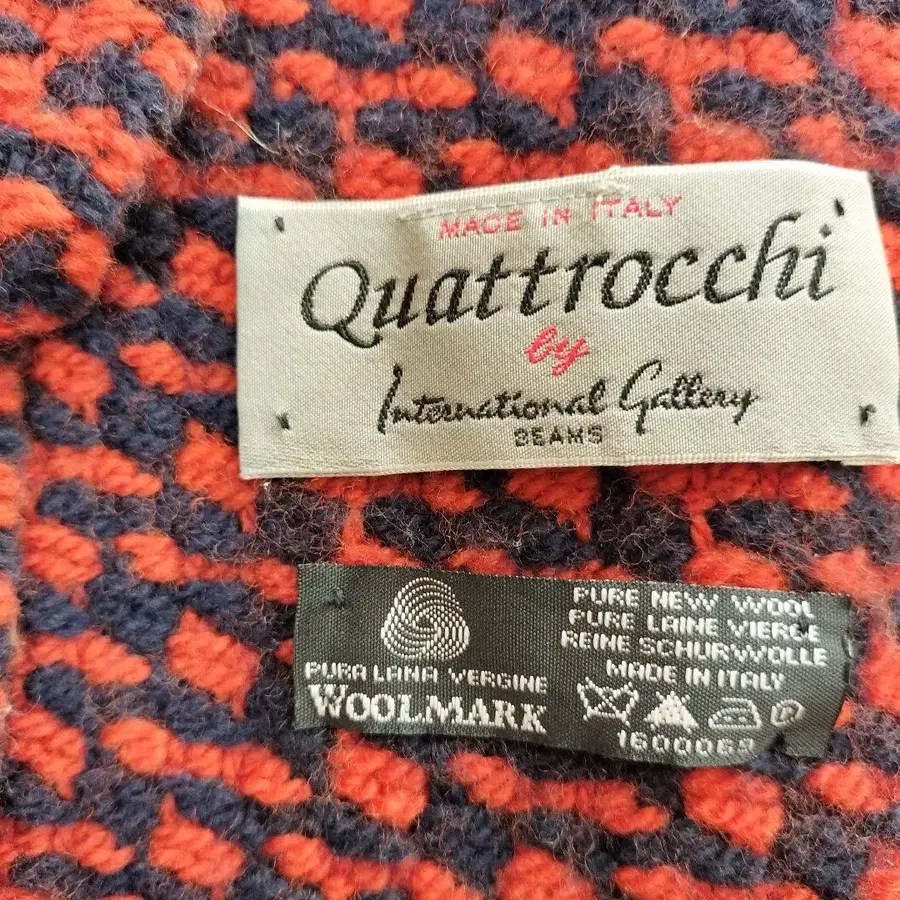 MADE IN ITALY
Quattrocchi
by
International Gallery
BEAMS
PURA LANA VERGINE
WOOLMARK
PURE NEW WOOL
PURE LAINE VIERGE
REINE SCHURWOLLE
MADE IN ITALY
®
1600069